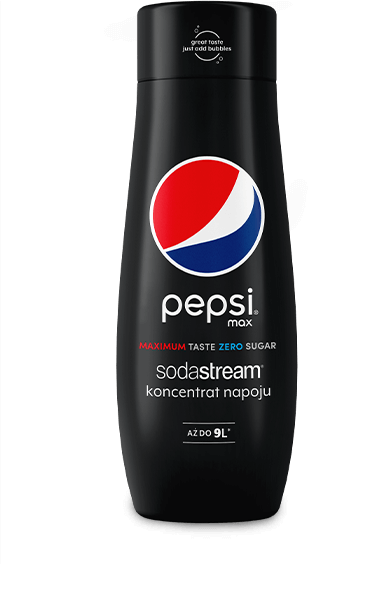 great taste
just add bubbles
pepsi®
max
MAXIMUM TASTE ZERO SUGAR
sodastream®
koncentrat napoju
AŻ DO 9L*